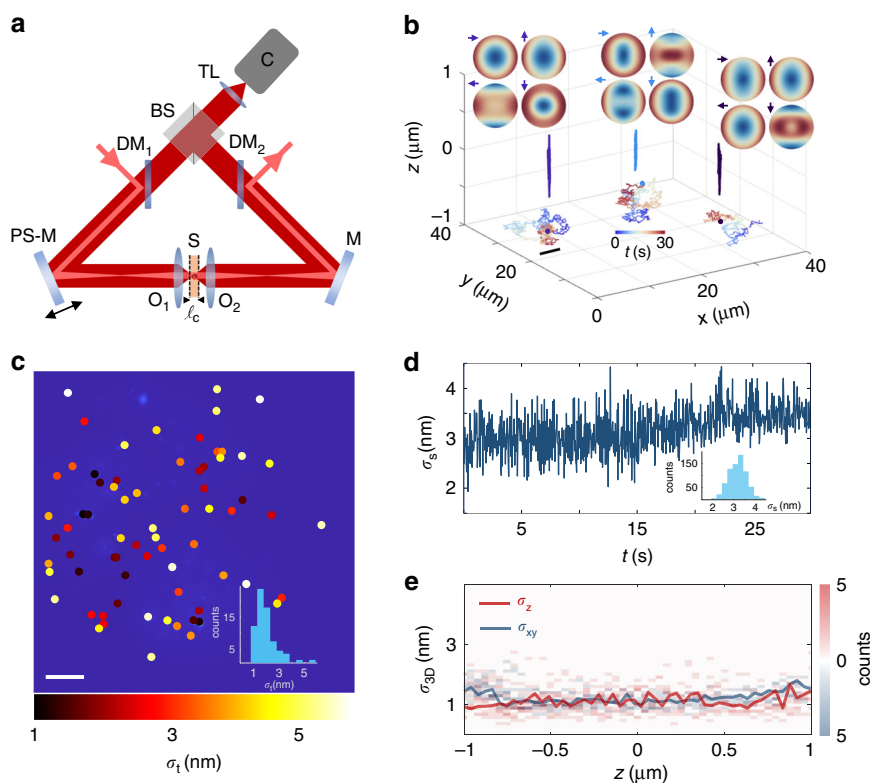 a
C
TL
BS
DM1
DM2
PS-M
S
M
O1
O2
ℓc
b
1
0
−1
z (μm)
40
20
0
y (μm)
20
40
x (μm)
0
30
t (s)
c
15
5
counts
1
3
5
σt(nm)
1
3
5
σt (nm)
d
4
3
2
σs(nm)
150
50
counts
2
3
4
σs (nm)
5
15
25
t (s)
e
σz
σxy
3
1
σ3D (nm)
−1
−0.5
0
0.5
1
z (μm)
5
0
5
counts